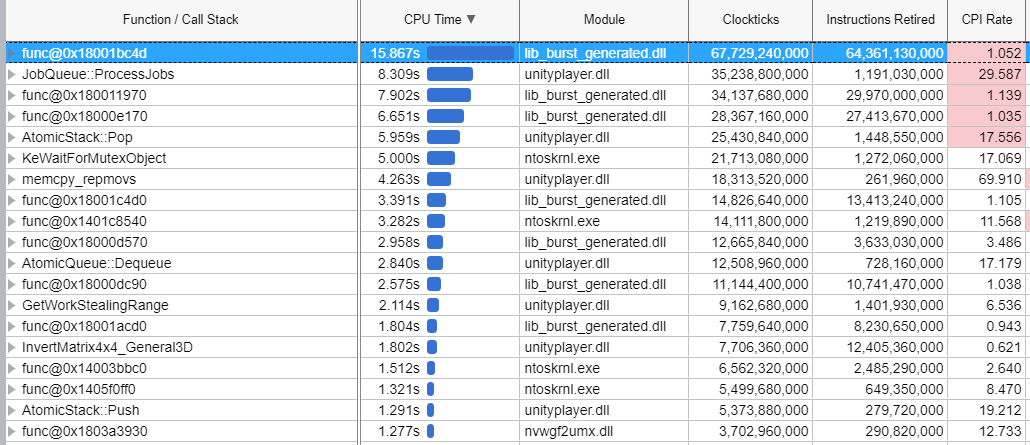 Function / Call Stack CPU Time ▼ Module Clockticks Instructions Retired CPI Rate
func@0x18001bc4d 15.867s lib_burst_generated.dll 67,729,240,000 64,361,130,000 1.052
JobQueue::ProcessJobs 8.309s unityplayer.dll 35,238,800,000 1,191,030,000 29.587
func@0x180011970 7.902s lib_burst_generated.dll 34,137,680,000 29,970,000,000 1.139
func@0x18000e170 6.651s lib_burst_generated.dll 28,367,160,000 27,413,670,000 1.035
AtomicStack::Pop 5.959s unityplayer.dll 25,430,840,000 1,448,550,000 17.556
KeWaitForMutexObject 5.000s ntoskrnl.exe 21,713,080,000 1,272,060,000 17.069
memcpy_repmovs 4.263s unityplayer.dll 18,313,520,000 261,960,000 69.910
func@0x18001c4d0 3.391s lib_burst_generated.dll 14,826,640,000 13,413,240,000 1.105
func@0x1401c8540 3.282s ntoskrnl.exe 14,111,800,000 1,219,890,000 11.568
func@0x18000d570 2.958s lib_burst_generated.dll 12,665,840,000 3,633,030,000 3.486
AtomicQueue::Dequeue 2.840s unityplayer.dll 12,508,960,000 728,160,000 17.179
func@0x18000dc90 2.575s lib_burst_generated.dll 11,144,400,000 10,741,470,000 1.038
GetWorkStealingRange 2.114s unityplayer.dll 9,162,680,000 1,401,930,000 6.536
func@0x18001acd0 1.804s lib_burst_generated.dll 7,759,640,000 8,230,650,000 0.943
InvertMatrix4x4_General3D 1.802s unityplayer.dll 7,706,360,000 12,405,360,000 0.621
func@0x14003bbc0 1.512s ntoskrnl.exe 6,562,320,000 2,485,290,000 2.640
func@0x1405f0ff0 1.321s ntoskrnl.exe 5,499,680,000 649,350,000 8.470
AtomicStack::Push 1.291s unityplayer.dll 5,373,880,000 279,720,000 19.212
func@0x1803a3930 1.277s nvwgf2umx.dll 3,702,960,000 290,820,000 12.733